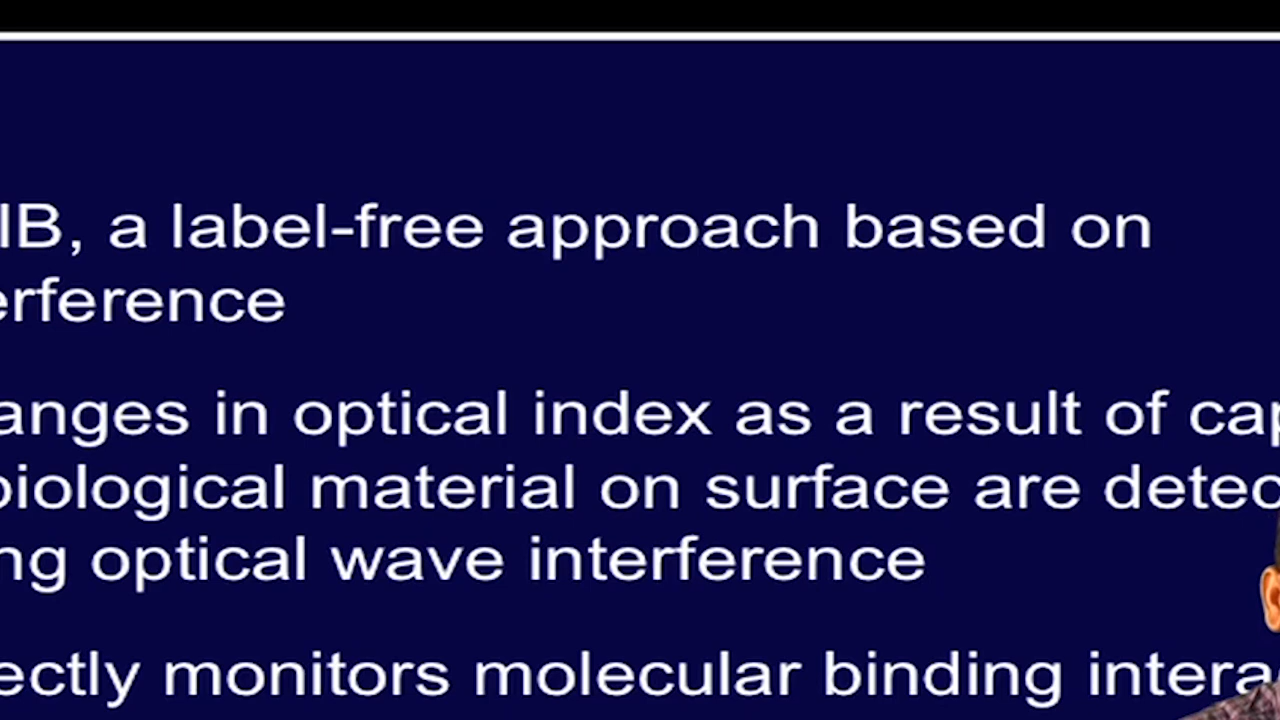 IB, a label-free approach based on
erference
anges in optical index as a result of cap
biological material on surface are detec
ng optical wave interference
ectly monitors molecular binding intera